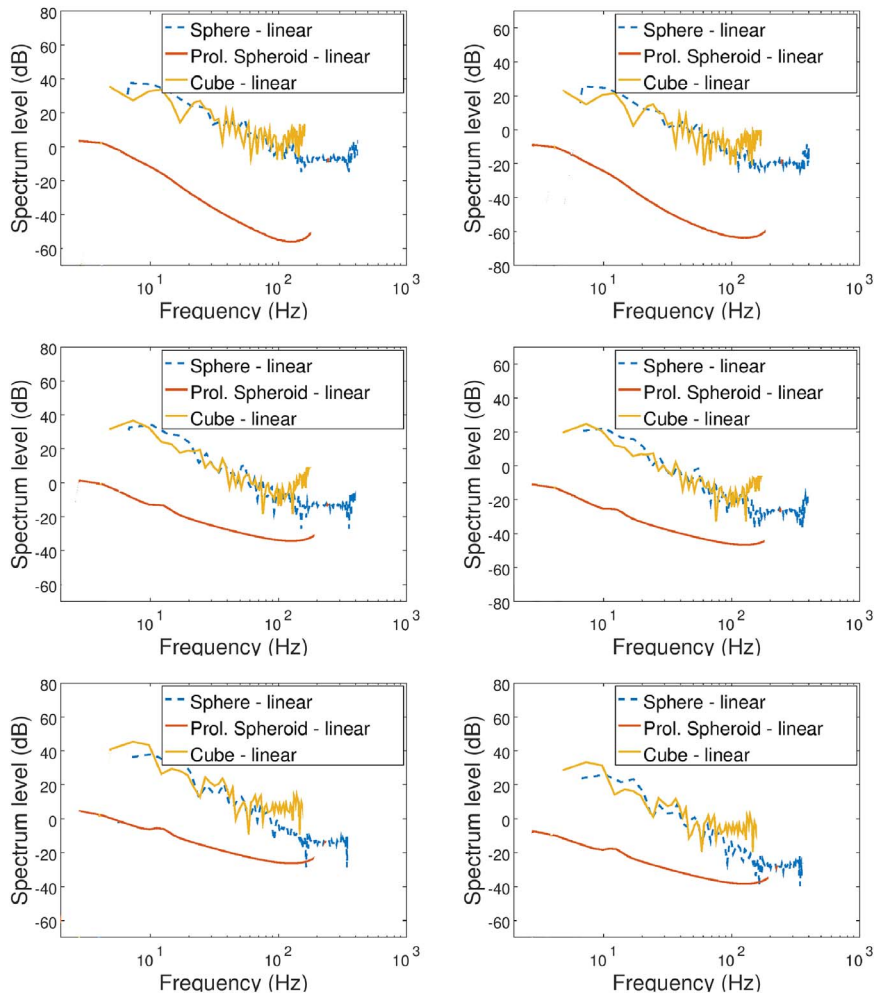 80
60
40
20
0
-20
-40
-60
Spectrum level (dB)
Sphere - linear
Prol. Spheroid - linear
Cube - linear
10^1
10^2
10^3
Frequency (Hz)
60
40
20
0
-20
-40
-60
-80
Spectrum level (dB)
Sphere - linear
Prol. Spheroid - linear
Cube - linear
10^1
10^2
10^3
Frequency (Hz)
80
60
40
20
0
-20
-40
-60
Spectrum level (dB)
Sphere - linear
Prol. Spheroid - linear
Cube - linear
10^1
10^2
10^3
Frequency (Hz)
60
40
20
0
-20
-40
-60
-80
Spectrum level (dB)
Sphere - linear
Prol. Spheroid - linear
Cube - linear
10^1
10^2
10^3
Frequency (Hz)
80
60
40
20
0
-20
-40
-60
Spectrum level (dB)
Sphere - linear
Prol. Spheroid - linear
Cube - linear
10^1
10^2
10^3
Frequency (Hz)
80
60
40
20
0
-20
-40
-60
Spectrum level (dB)
Sphere - linear
Prol. Spheroid - linear
Cube - linear
10^1
10^2
10^3
Frequency (Hz)